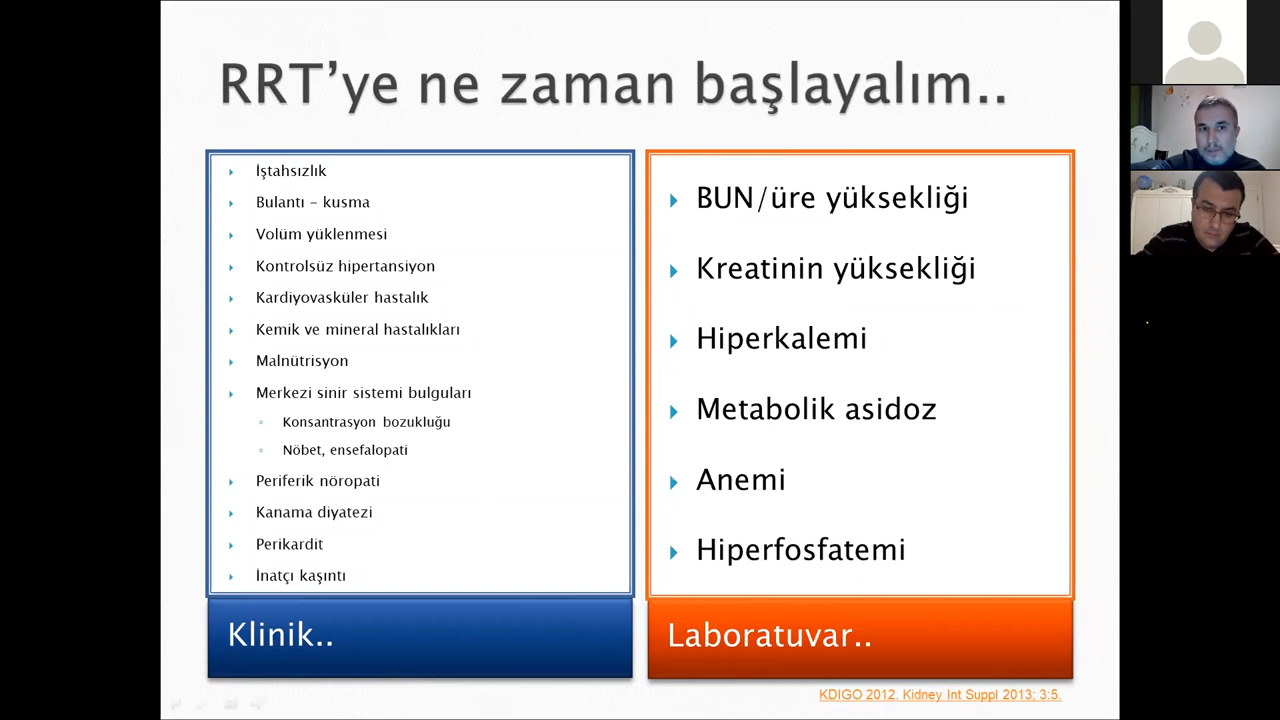 RRT’ye ne zaman başlayalım..
İştahsızlık
Bulantı – kusma
Volüm yüklenmesi
Kontrolsüz hipertansiyon
Kardiyovasküler hastalık
Kemik ve mineral hastalıkları
Malnütrisyon
Merkezi sinir sistemi bulguları
Konsantrasyon bozukluğu
Nöbet, ensefalopati
Periferik nöropati
Kanama diyatezi
Perikardit
İnatçı kaşıntı
Klinik..
BUN/üre yüksekliği
Kreatinin yüksekliği
Hiperkalemi
Metabolik asidoz
Anemi
Hiperfosfatemi
Laboratuvar..
KDIGO 2012. Kidney Int Suppl 2013; 3:5.